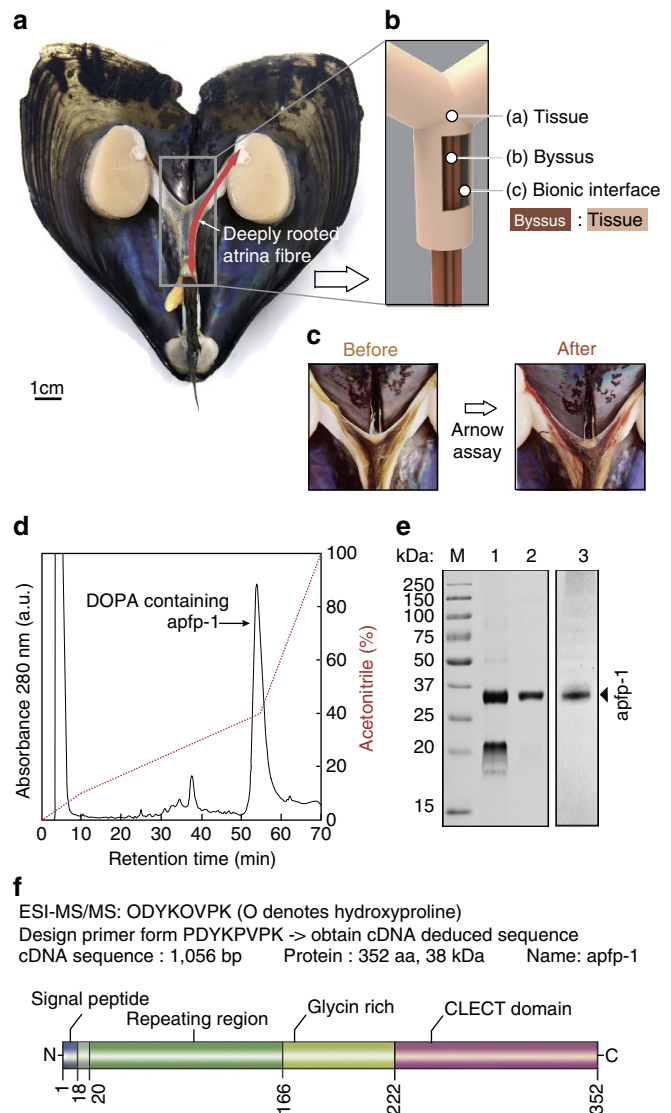 a
b
(a) Tissue
(b) Byssus
(c) Bionic interface
Byssus : Tissue
Deeply rooted
atrina fibre
1cm
c
Before
After
Arnow
assay
d
Absorbance 280 nm (a.u.)
DOPA containing
apfp-1
100
80
60
40
20
0
Acetonitrile (%)
0 10 20 30 40 50 60 70
Retention time (min)
e
kDa: M 1 2 3
250
150
100
75
50
37
25
20
15
apfp-1
f
ESI-MS/MS: ODYKOVPK (O denotes hydroxyproline)
Design primer form PDYKPVPK -> obtain cDNA deduced sequence
cDNA sequence : 1,056 bp Protein : 352 aa, 38 kDa Name: apfp-1
Signal peptide
Repeating region
Glycin rich
CLECT domain
N
C
1 18 20 166 222 352